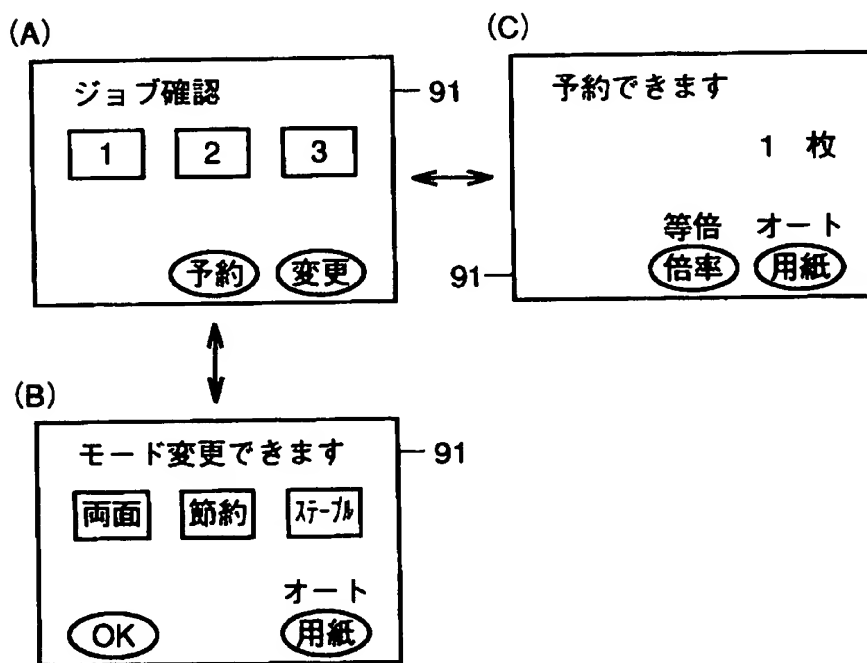 (A)
ジョブ確認
91
1 2 3
予約 変更
(C)
予約できます
1 枚
等倍 オート
倍率 用紙
91
(B)
モード変更できます
91
両面 節約 ステープル
オート
OK 用紙